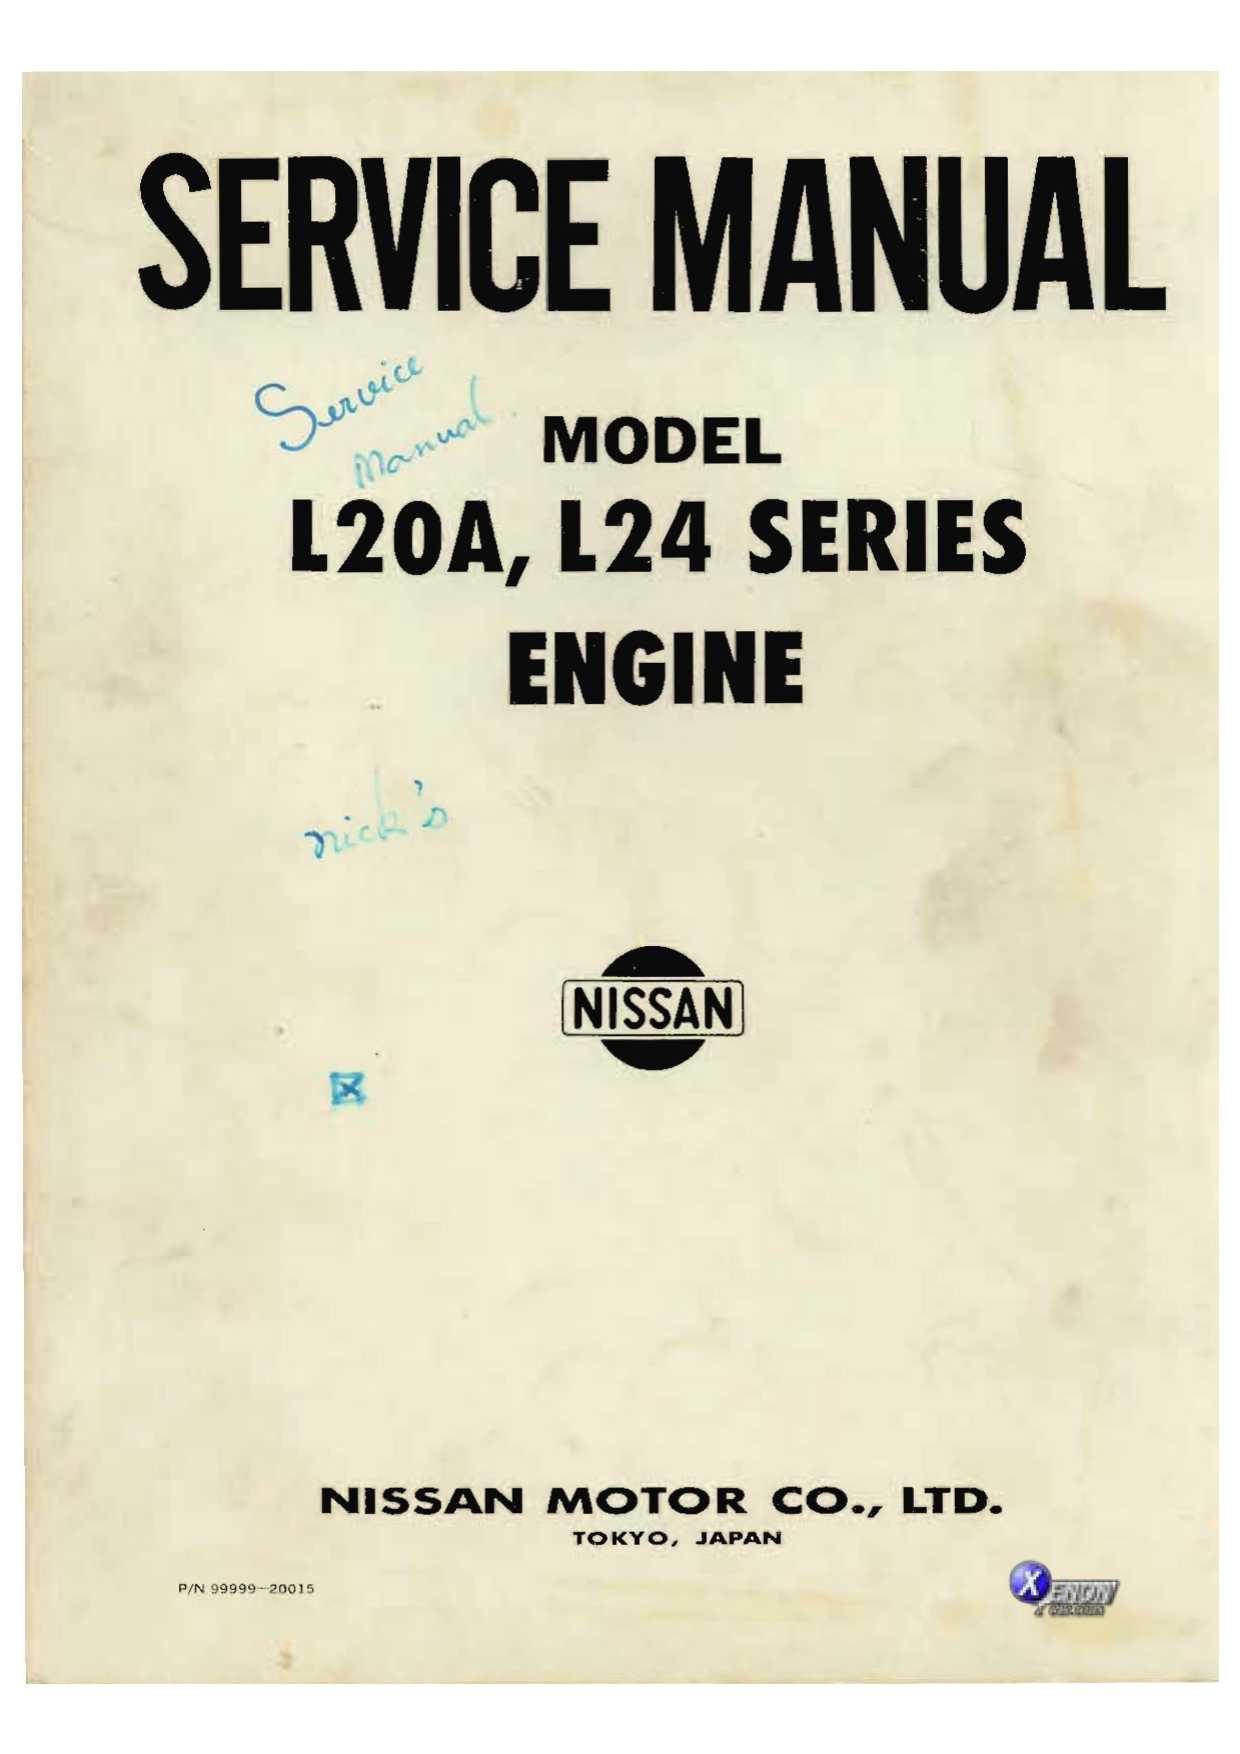 SERVICE MANUAL
Service
Manual.
MODEL
L20A, L24 SERIES
ENGINE
nick's
NISSAN
NISSAN MOTOR CO., LTD.
TOKYO, JAPAN
P/N 99999-20015
XENON